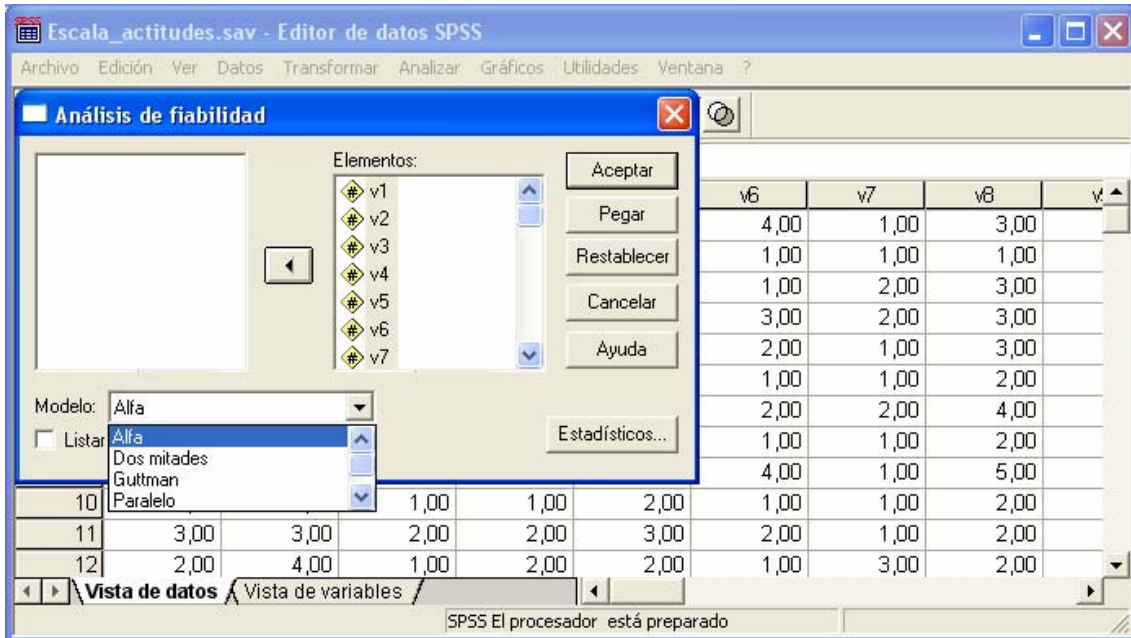 Escala_actitudes.sav - Editor de datos SPSS
Archivo Edición Ver Datos Transformar Analizar Gráficos Utilidades Ventana ?
Análisis de fiabilidad
Elementos:
v1
v2
v3
v4
v5
v6
v7
Aceptar
Pegar
Restablecer
Cancelar
Ayuda
Modelo: Alfa
Listar
Alfa
Dos mitades
Guttman
Paralelo
Estadísticos...
v6 v7 v8
4,00 1,00 3,00
1,00 1,00 1,00
1,00 2,00 3,00
3,00 2,00 3,00
2,00 1,00 3,00
1,00 1,00 2,00
2,00 2,00 4,00
1,00 1,00 2,00
4,00 1,00 5,00
10 1,00 1,00 2,00 1,00 1,00 2,00
11 3,00 3,00 2,00 2,00 3,00 2,00 1,00 2,00
12 2,00 4,00 1,00 2,00 2,00 1,00 3,00 2,00
Vista de datos Vista de variables
SPSS El procesador está preparado